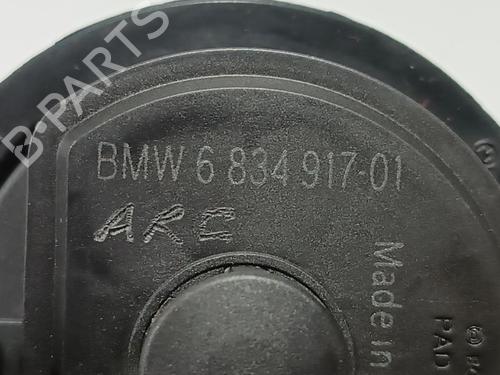 B-PARTS
BMW 6 834 917-01
ARC
Made in
PAD